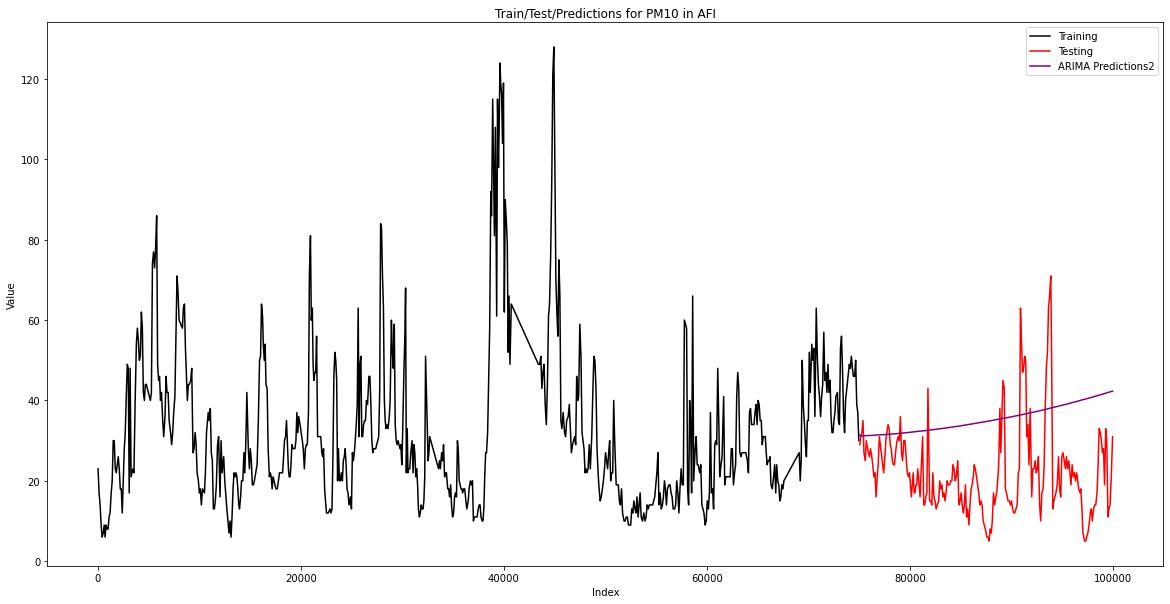 Train/Test/Predictions for PM10 in AFI
Training
Testing
ARIMA Predictions2
Value
120
100
80
60
40
20
0
0 20000 40000 60000 80000 100000
Index